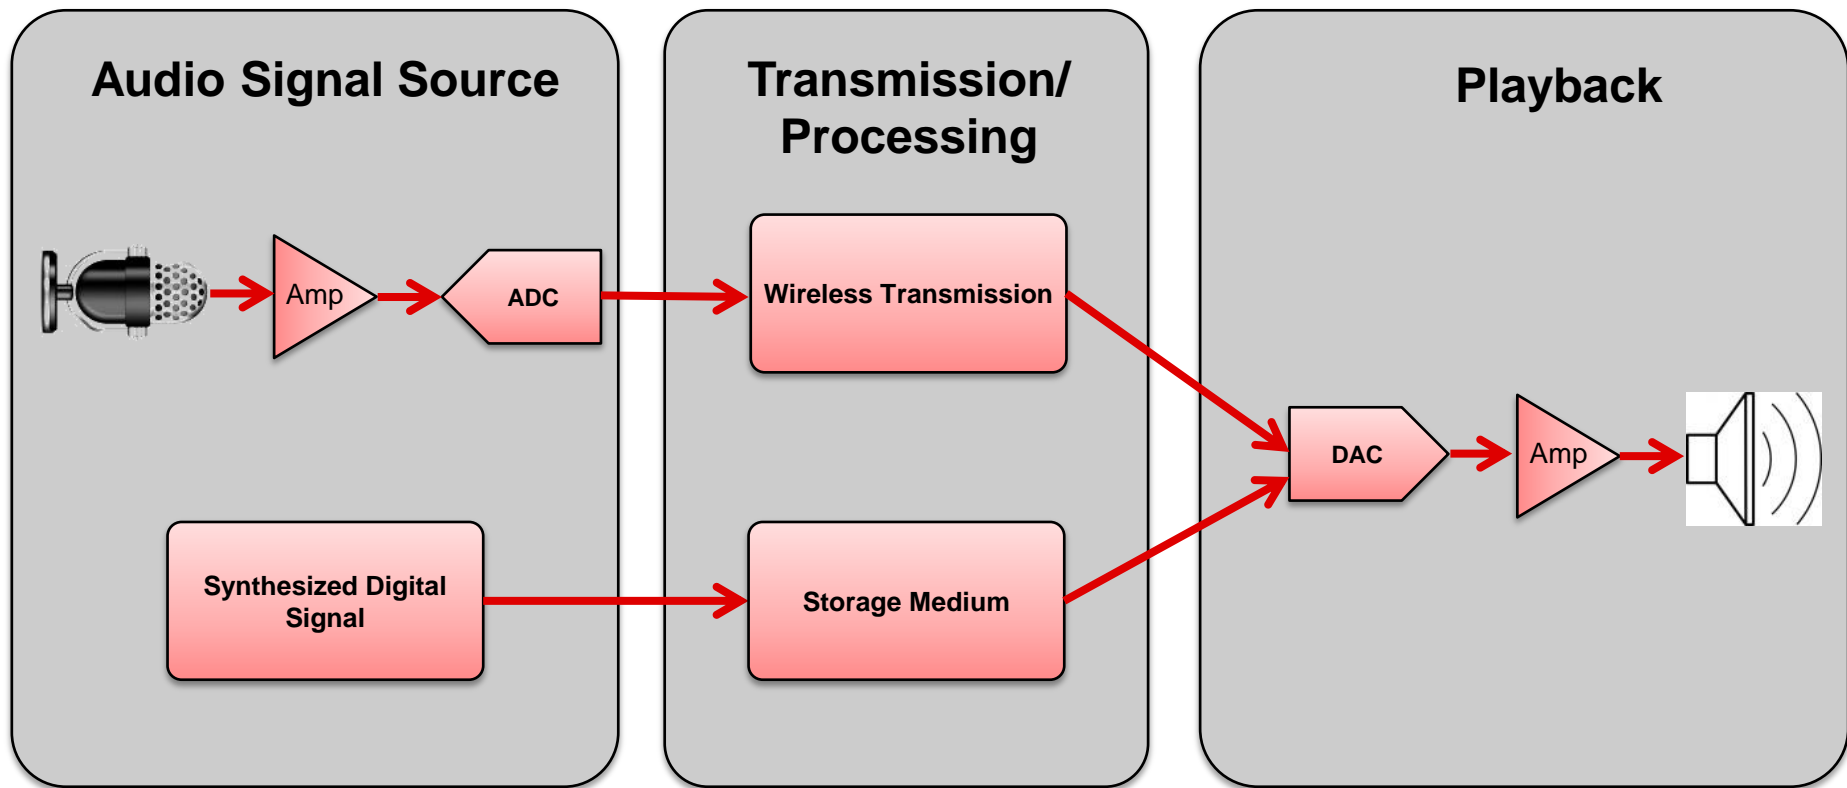 Audio Signal Source
Transmission/
Processing
Playback
Amp
ADC
Wireless Transmission
DAC
Amp
Synthesized Digital
Signal
Storage Medium